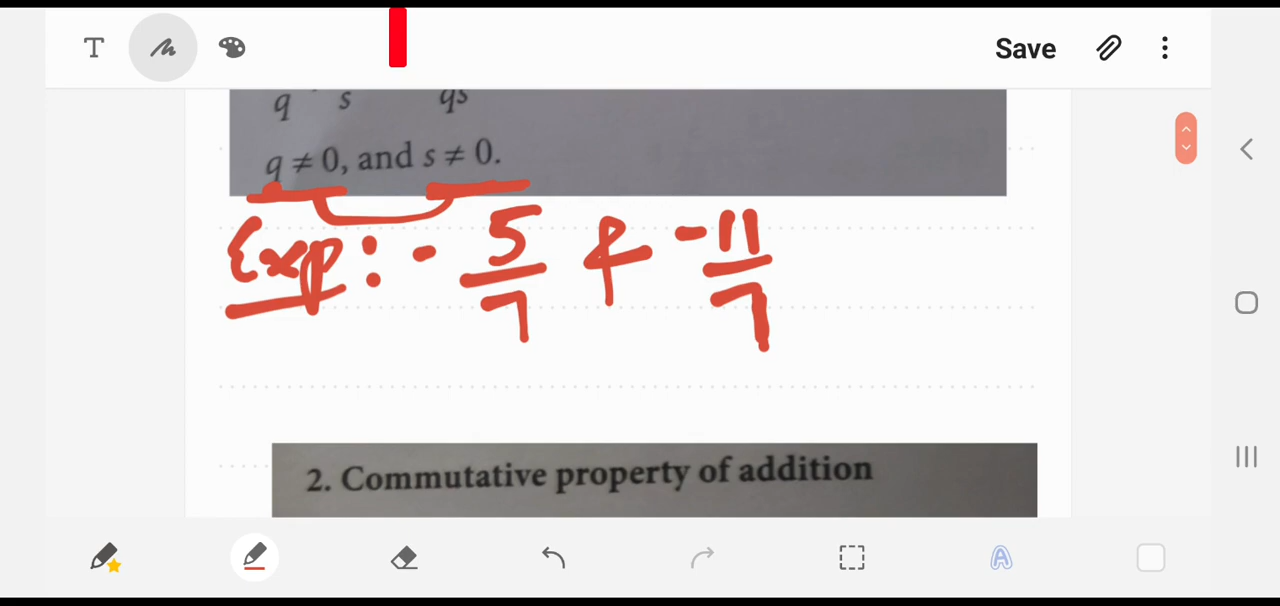 T Save
q s qs
q ≠ 0, and s ≠ 0.
Exp: - 5/7 & -11/7
2. Commutative property of addition
A